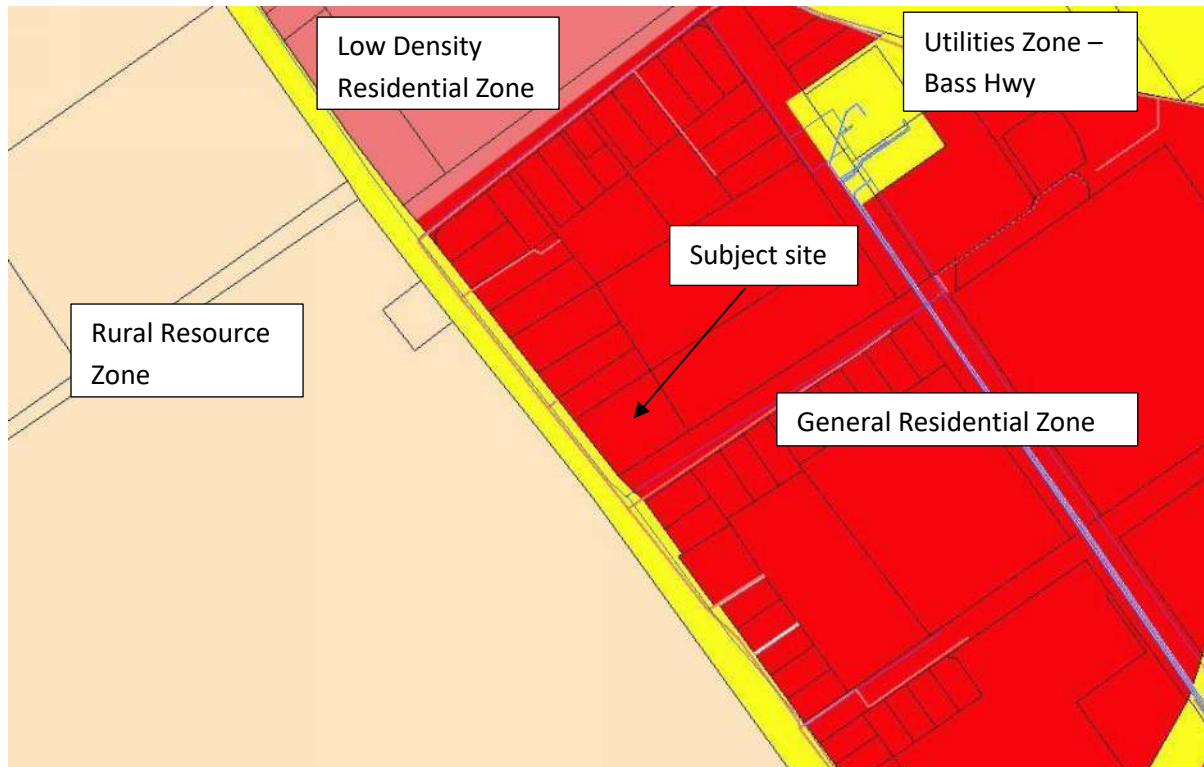 Low Density
Residential Zone
Utilities Zone –
Bass Hwy
Subject site
Rural Resource
Zone
General Residential Zone